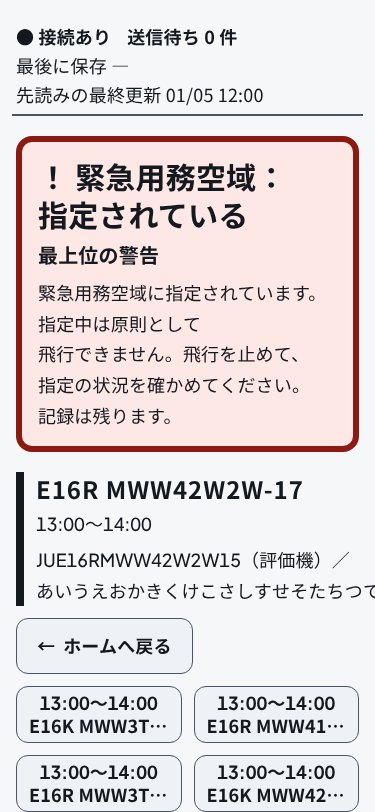 ● 接続あり　送信待ち 0 件
最後に保存 —
先読みの最終更新 01/05 12:00
！ 緊急用務空域：
指定されている
最上位の警告
緊急用務空域に指定されています。
指定中は原則として
飛行できません。飛行を止めて、
指定の状況を確かめてください。
記録は残ります。
E16R MWW42W2W-17
13:00〜14:00
JUE16RMWW42W2W15（評価機）／
あいうえおかきくけこさしすせそたちつて
← ホームへ戻る
13:00〜14:00
E16K MWW3T…
13:00〜14:00
E16R MWW41…
13:00〜14:00
E16R MWW3T…
13:00〜14:00
E16K MWW42…